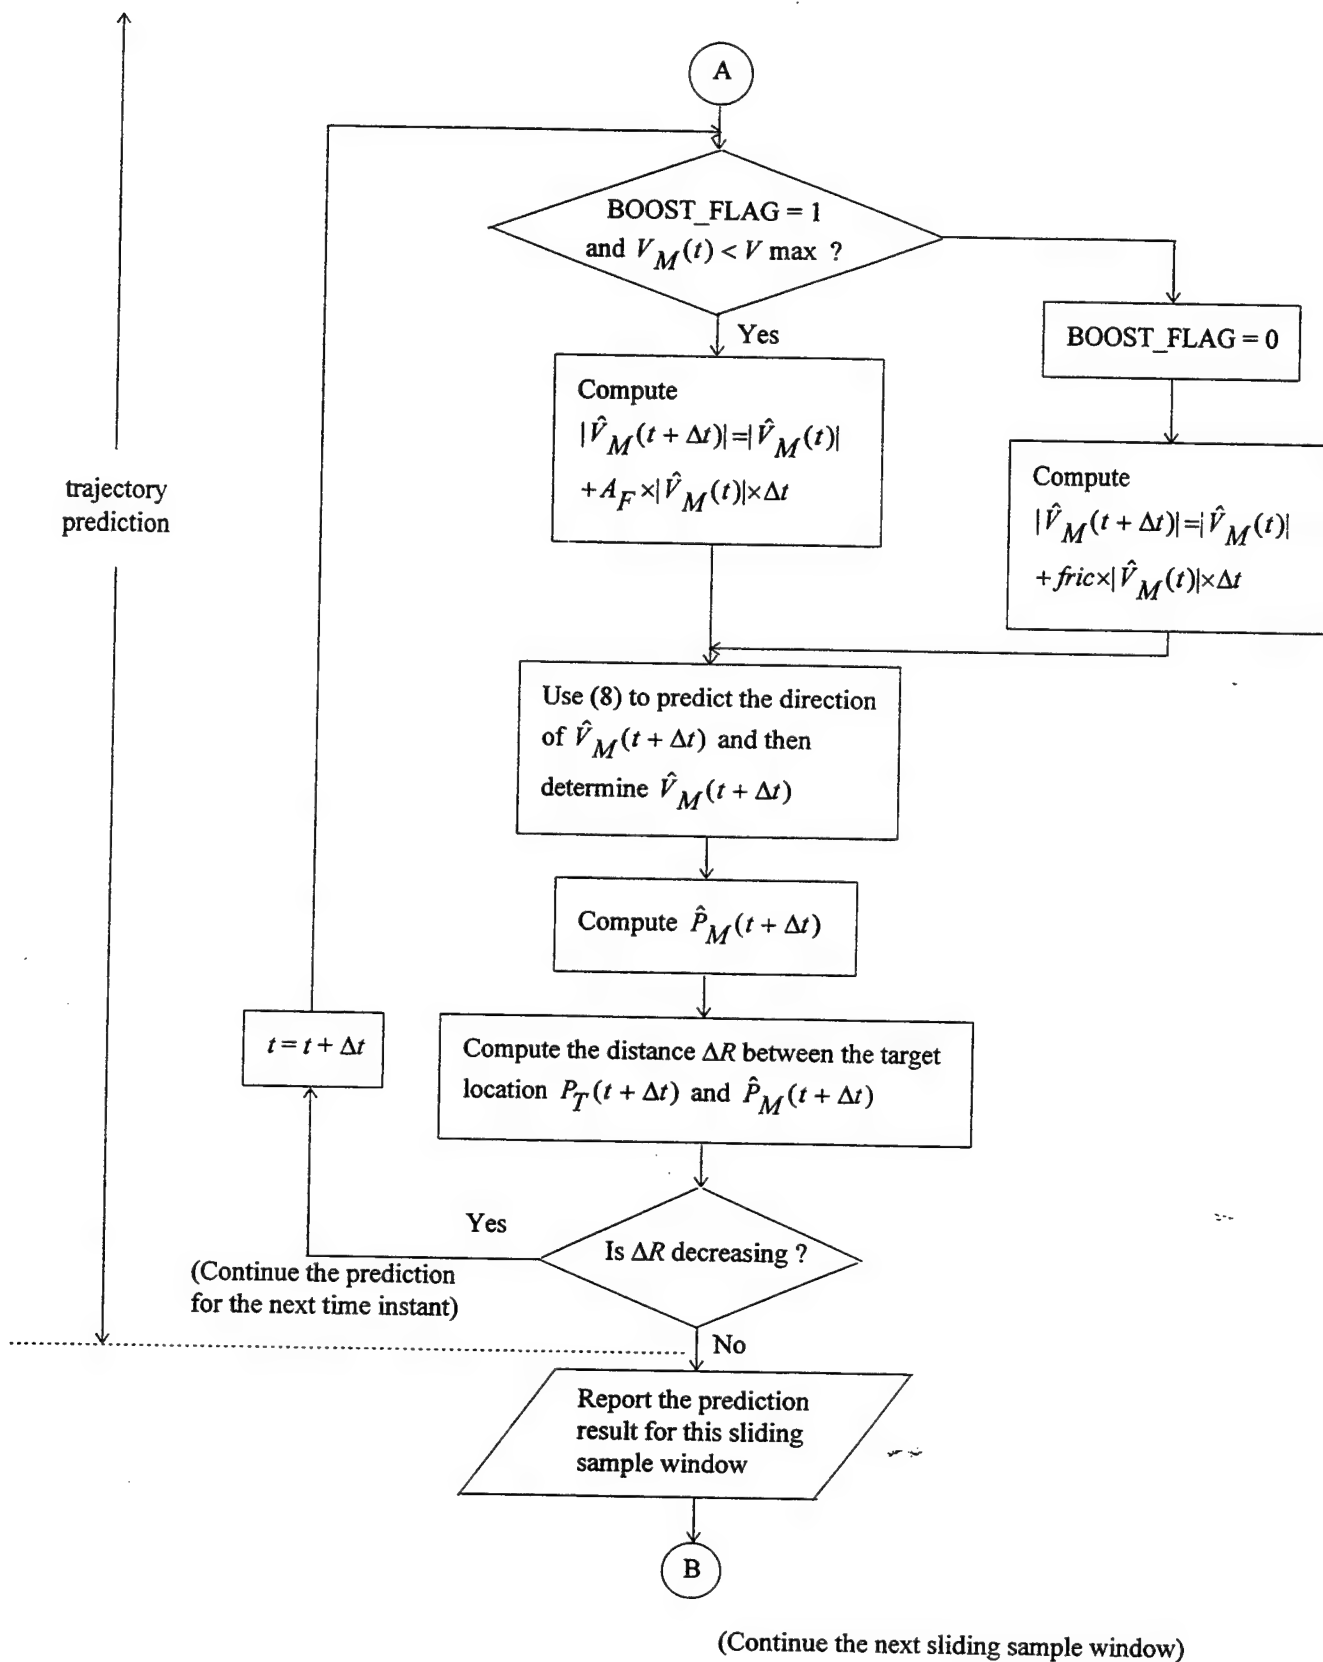 A
BOOST_FLAG = 1
and V_M(t) < V max ?
Yes
BOOST_FLAG = 0
Compute
|V̂_M(t + Δt)|=|V̂_M(t)|
+A_F×|V̂_M(t)|×Δt
Compute
|V̂_M(t + Δt)|=|V̂_M(t)|
+fric×|V̂_M(t)|×Δt
trajectory
prediction
Use (8) to predict the direction
of V̂_M(t + Δt) and then
determine V̂_M(t + Δt)
Compute P̂_M(t + Δt)
t = t + Δt
Compute the distance ΔR between the target
location P_T(t + Δt) and P̂_M(t + Δt)
Yes
Is ΔR decreasing ?
(Continue the prediction
for the next time instant)
No
Report the prediction
result for this sliding
sample window
B
(Continue the next sliding sample window)